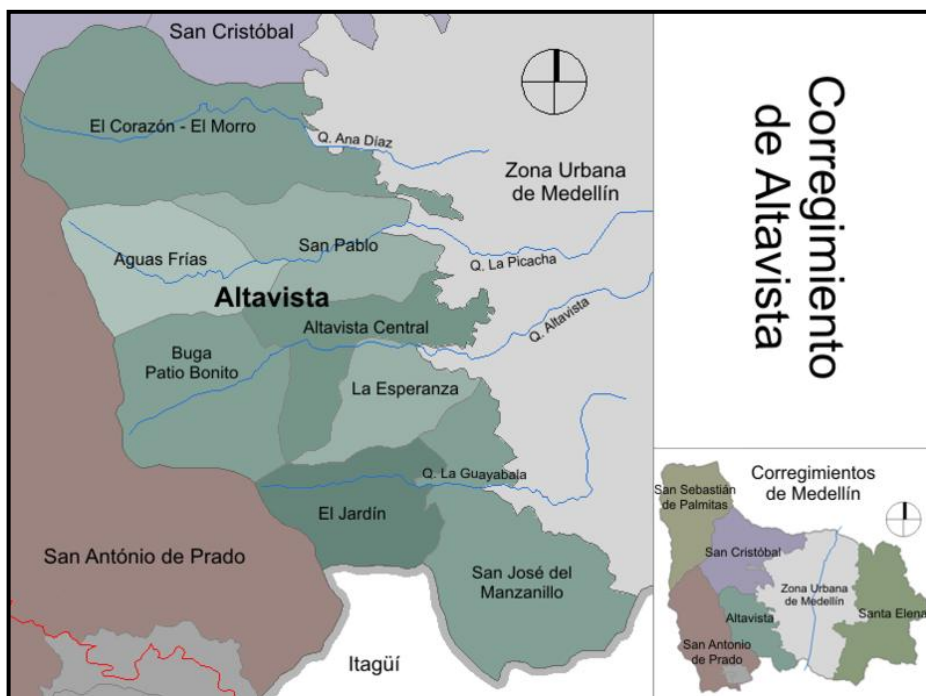 San Cristóbal
El Corazón - El Morro
Q. Ana Díaz
Zona Urbana
de Medellín
Aguas Frías
San Pablo
Q. La Picacha
Altavista
Altavista Central
Q. Altavista
Buga
Patio Bonito
La Esperanza
Q. La Guayabala
El Jardín
San António de Prado
San José del
Manzanillo
Itagüí
Corregimiento
de Altavista
Corregimientos
de Medellín
San Sebastián
de Palmitas
San Cristóbal
Zona Urbana
de Medellín
Altavista
Santa Elena
San Antonio
de Prado